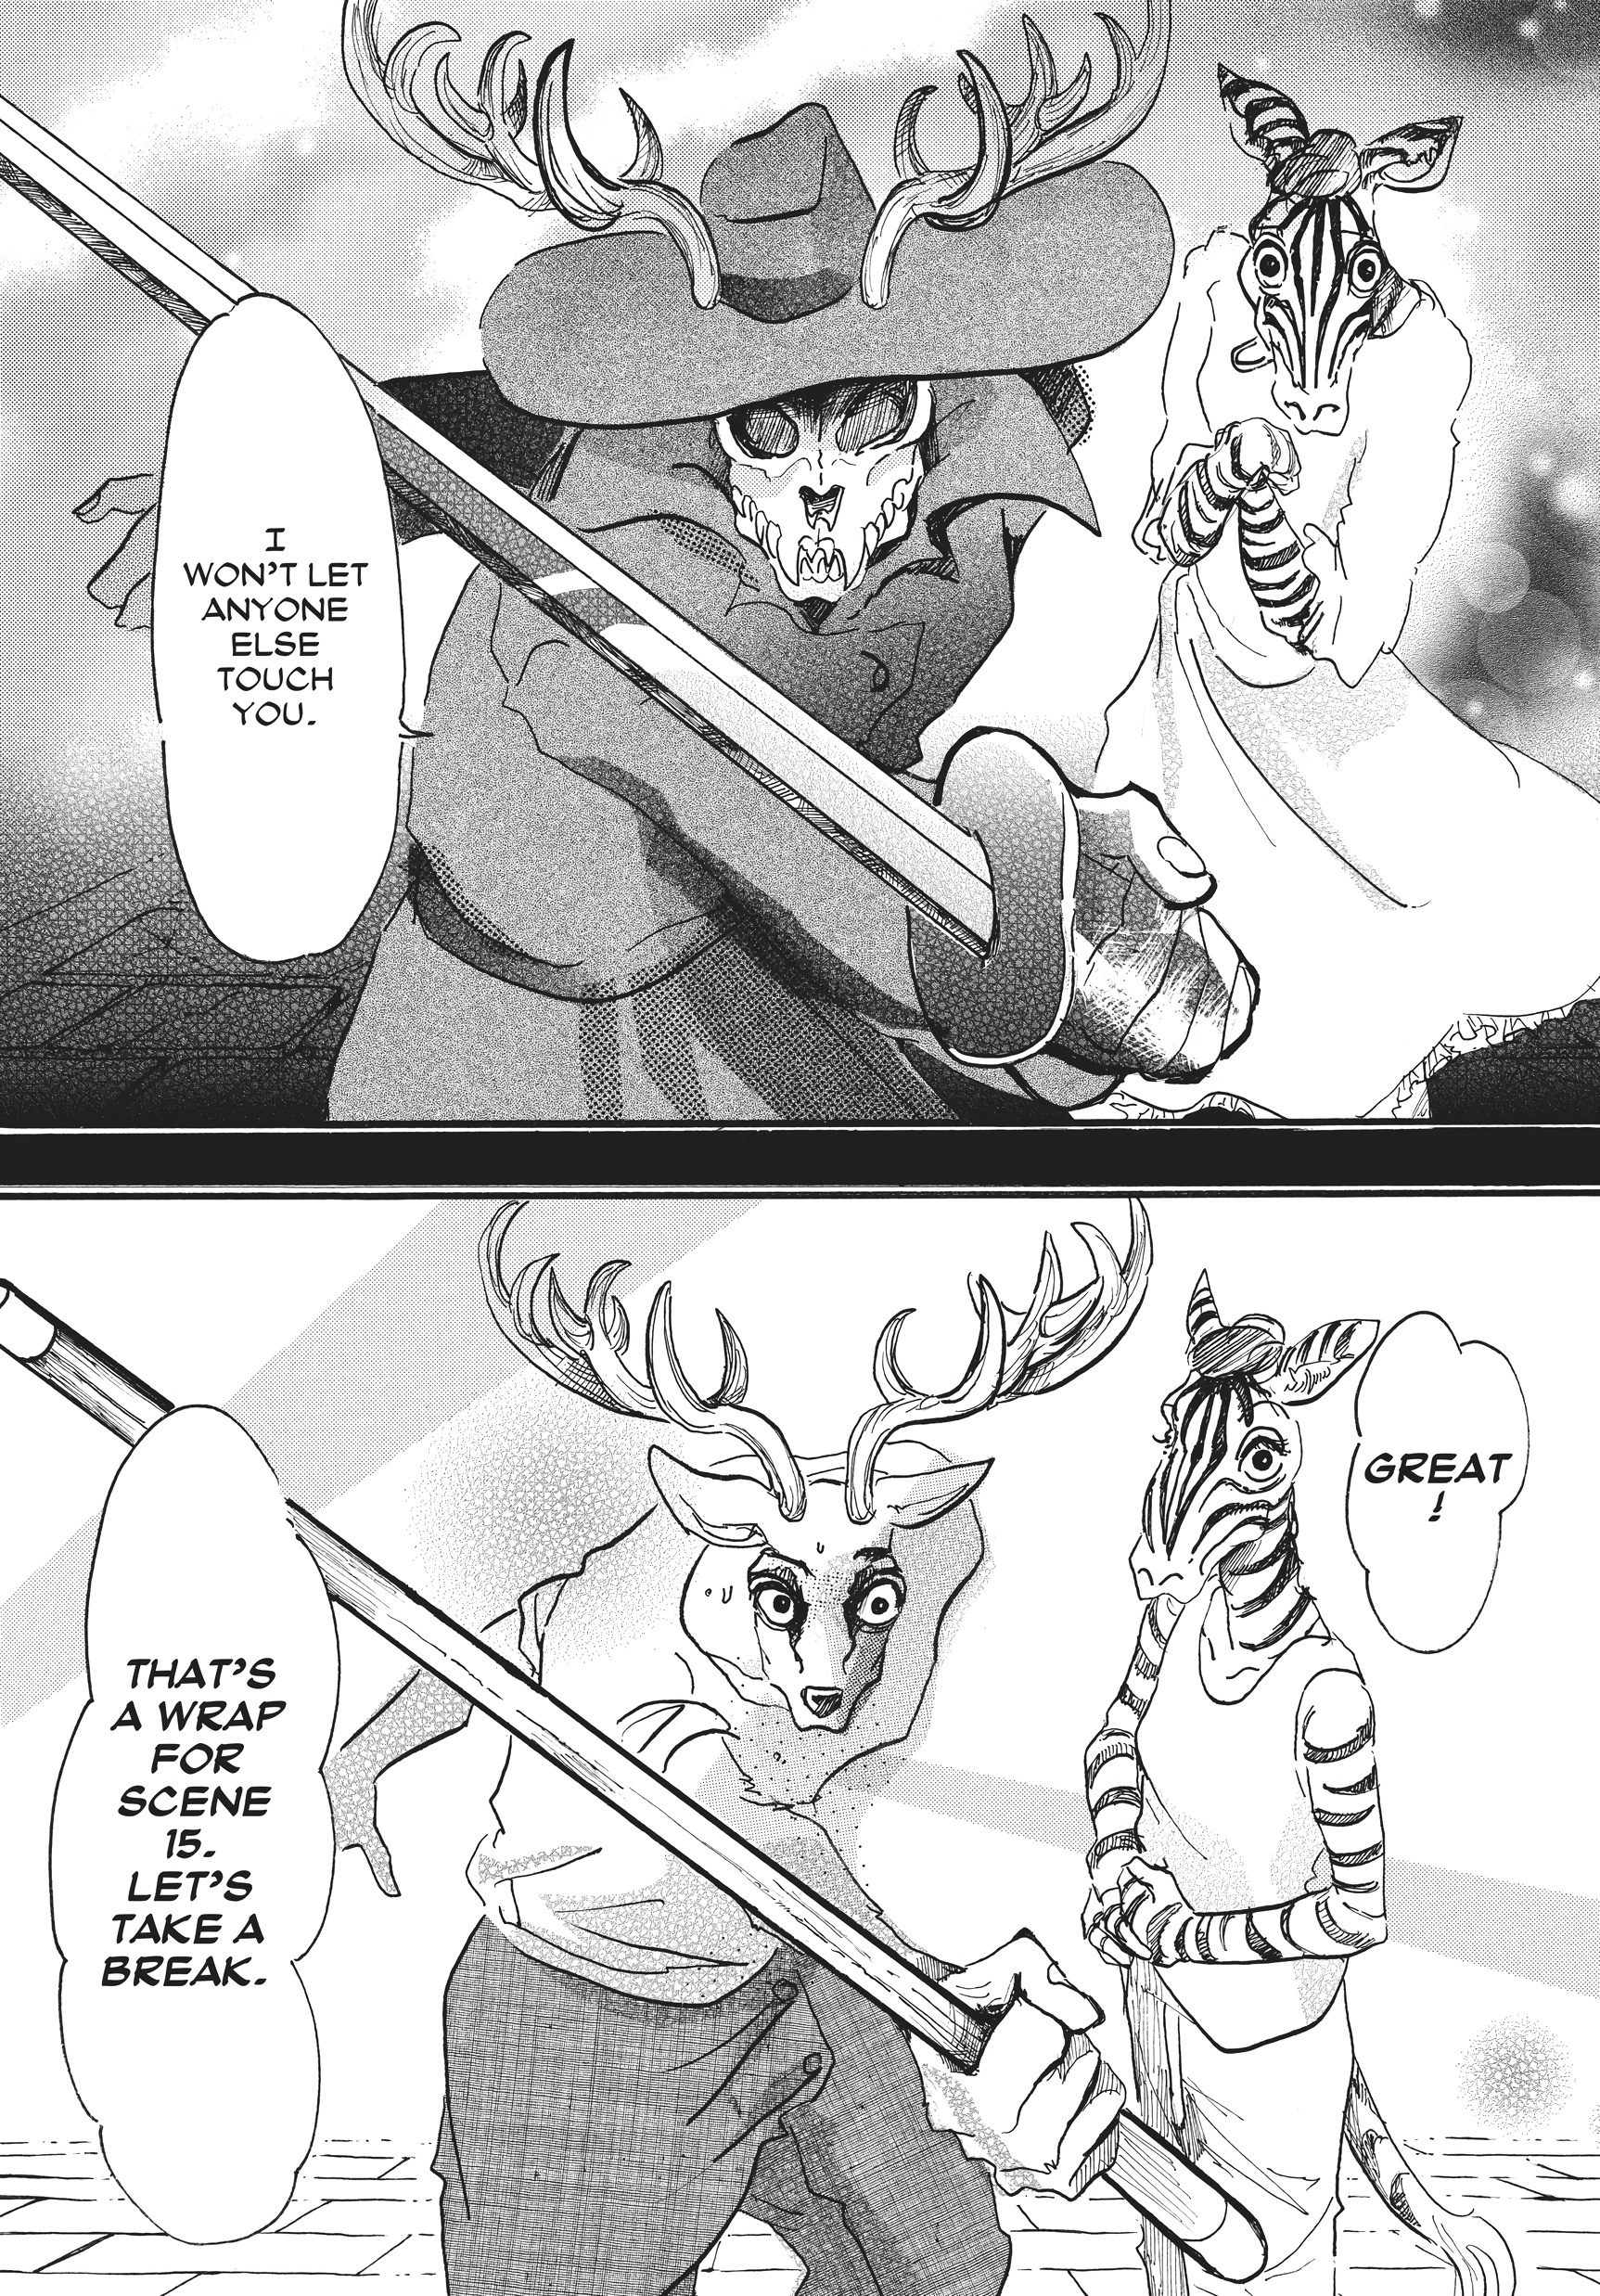 I
WON'T LET
ANYONE
ELSE
TOUCH
YOU.
GREAT
!
THAT'S
A WRAP
FOR
SCENE
15.
LET'S
TAKE A
BREAK.